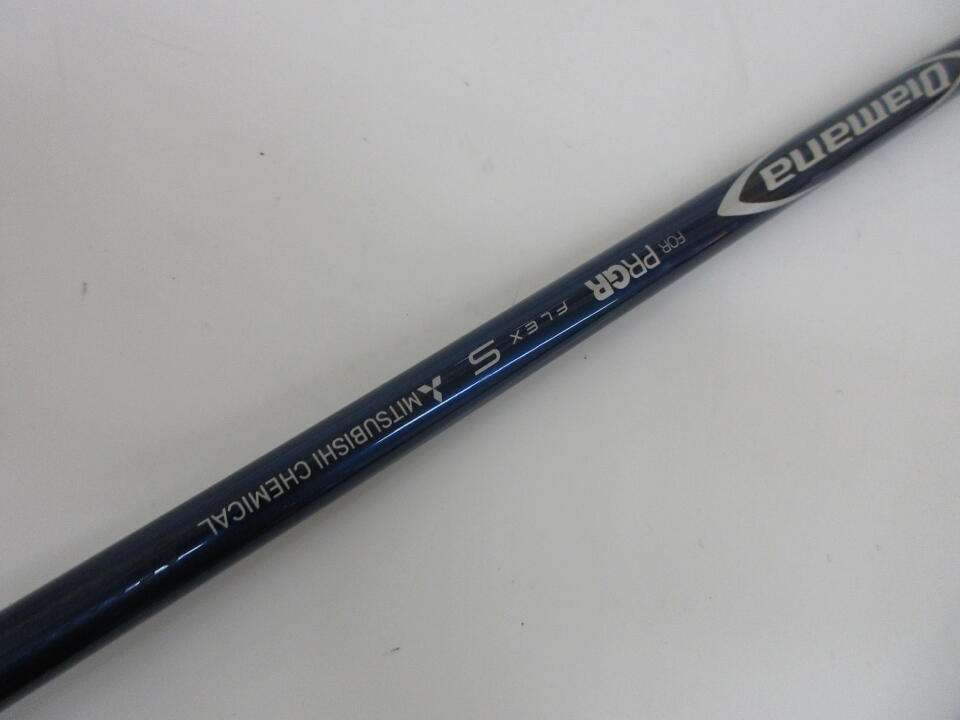 Diamana
FOR PRGR
FLEX S
MITSUBISHI CHEMICAL